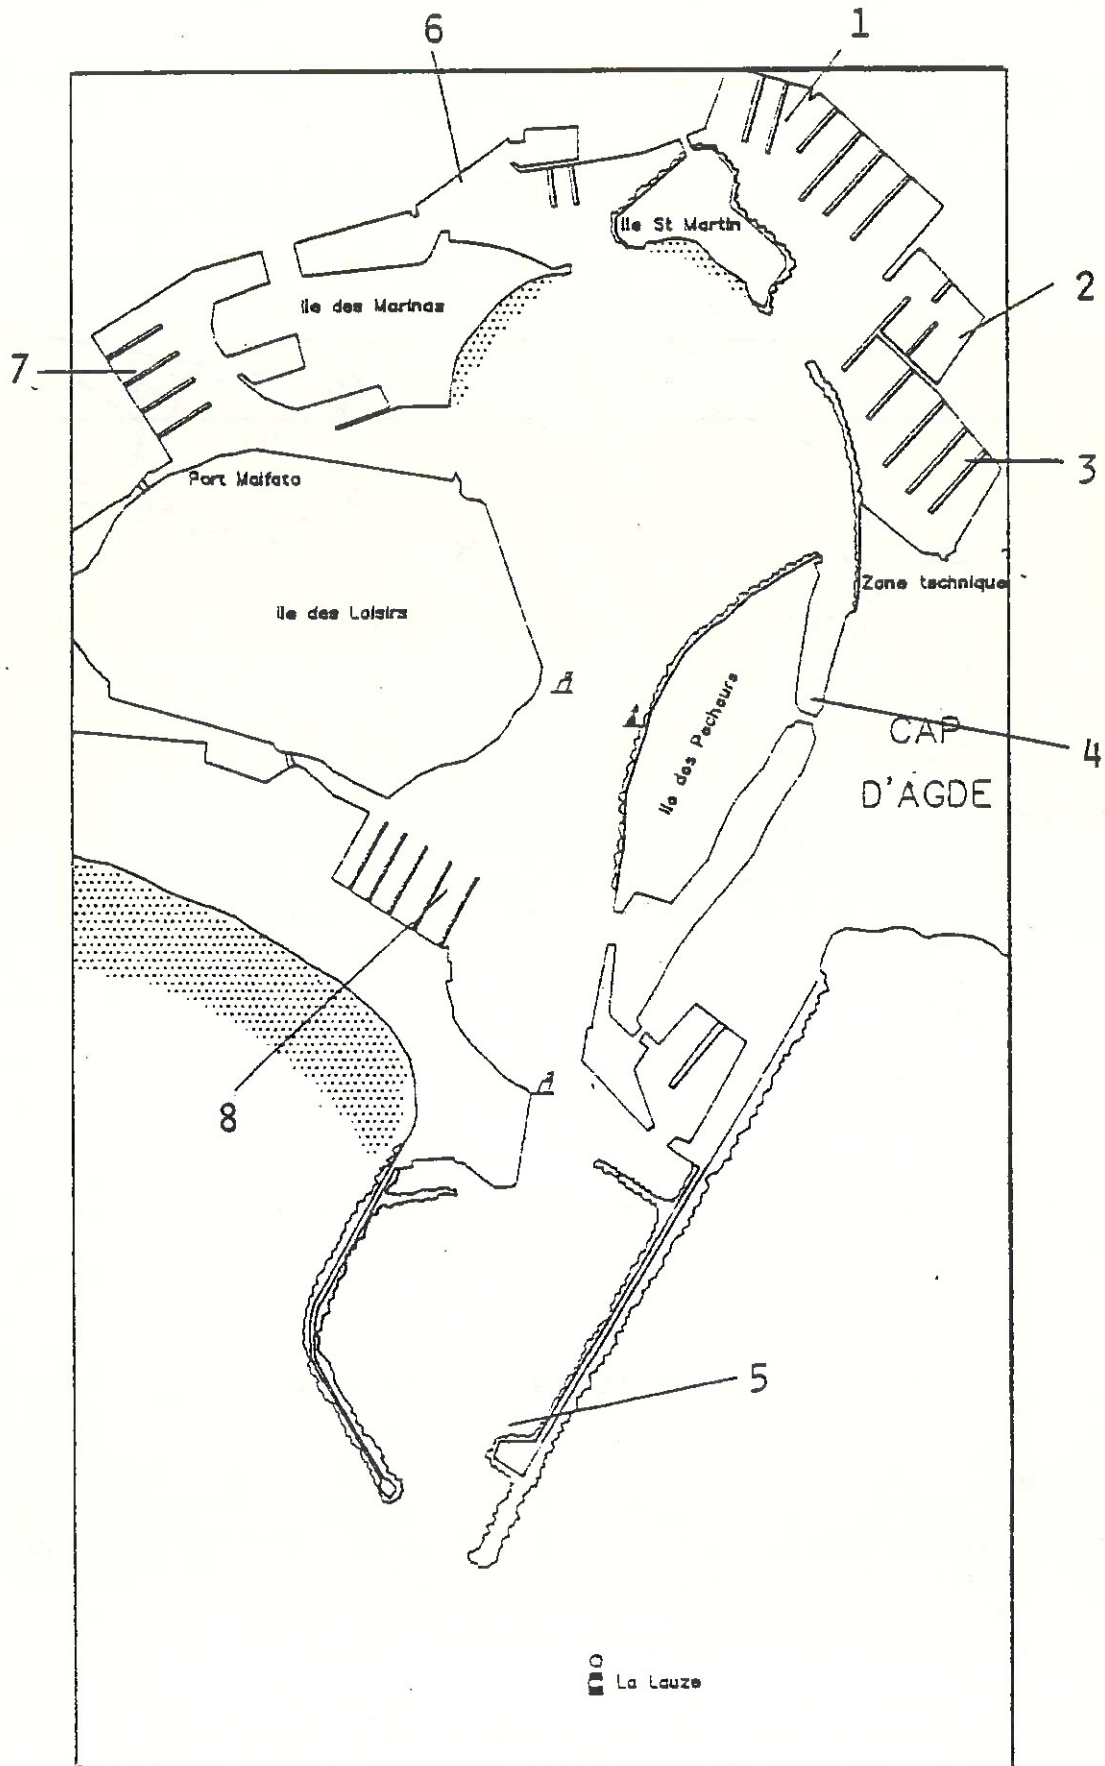 6
1
Ile St Martin
Ile des Marinas
2
7
3
Port Malfato
Zone technique
Ile des Loisirs
Ile des Pecheurs
4
CAP
D'AGDE
8
5
La Lauze